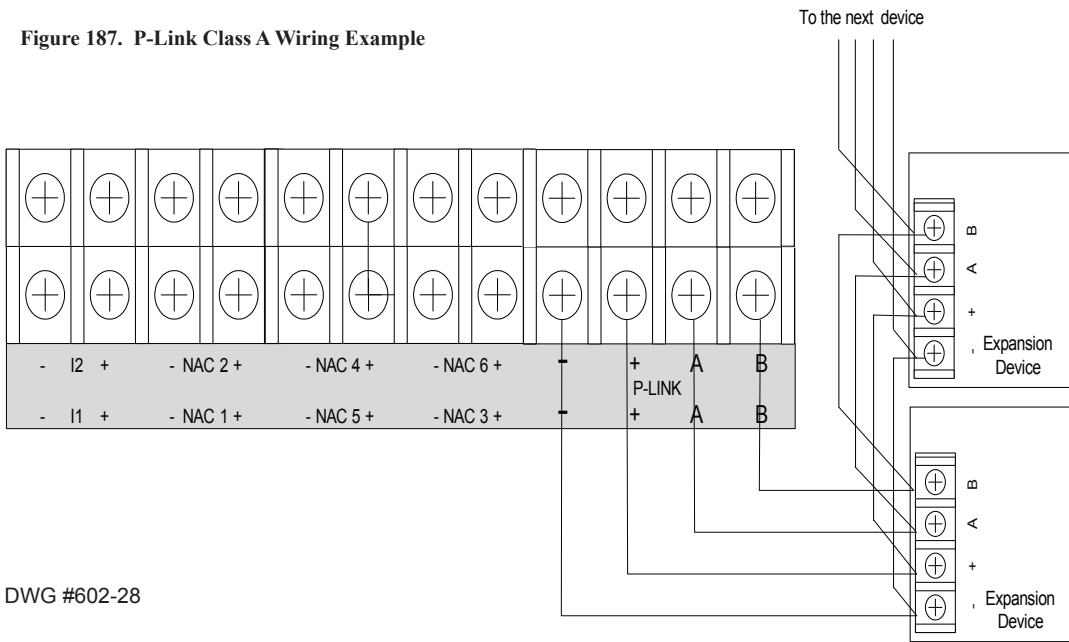 To the next device
Figure 187. P-Link Class A Wiring Example
B
A
+
-
Expansion
Device
- I2 + - NAC 2 + - NAC 4 + - NAC 6 + - + A B
P-LINK
- I1 + - NAC 1 + - NAC 5 + - NAC 3 + - + A B
B
A
+
-
Expansion
Device
DWG #602-28